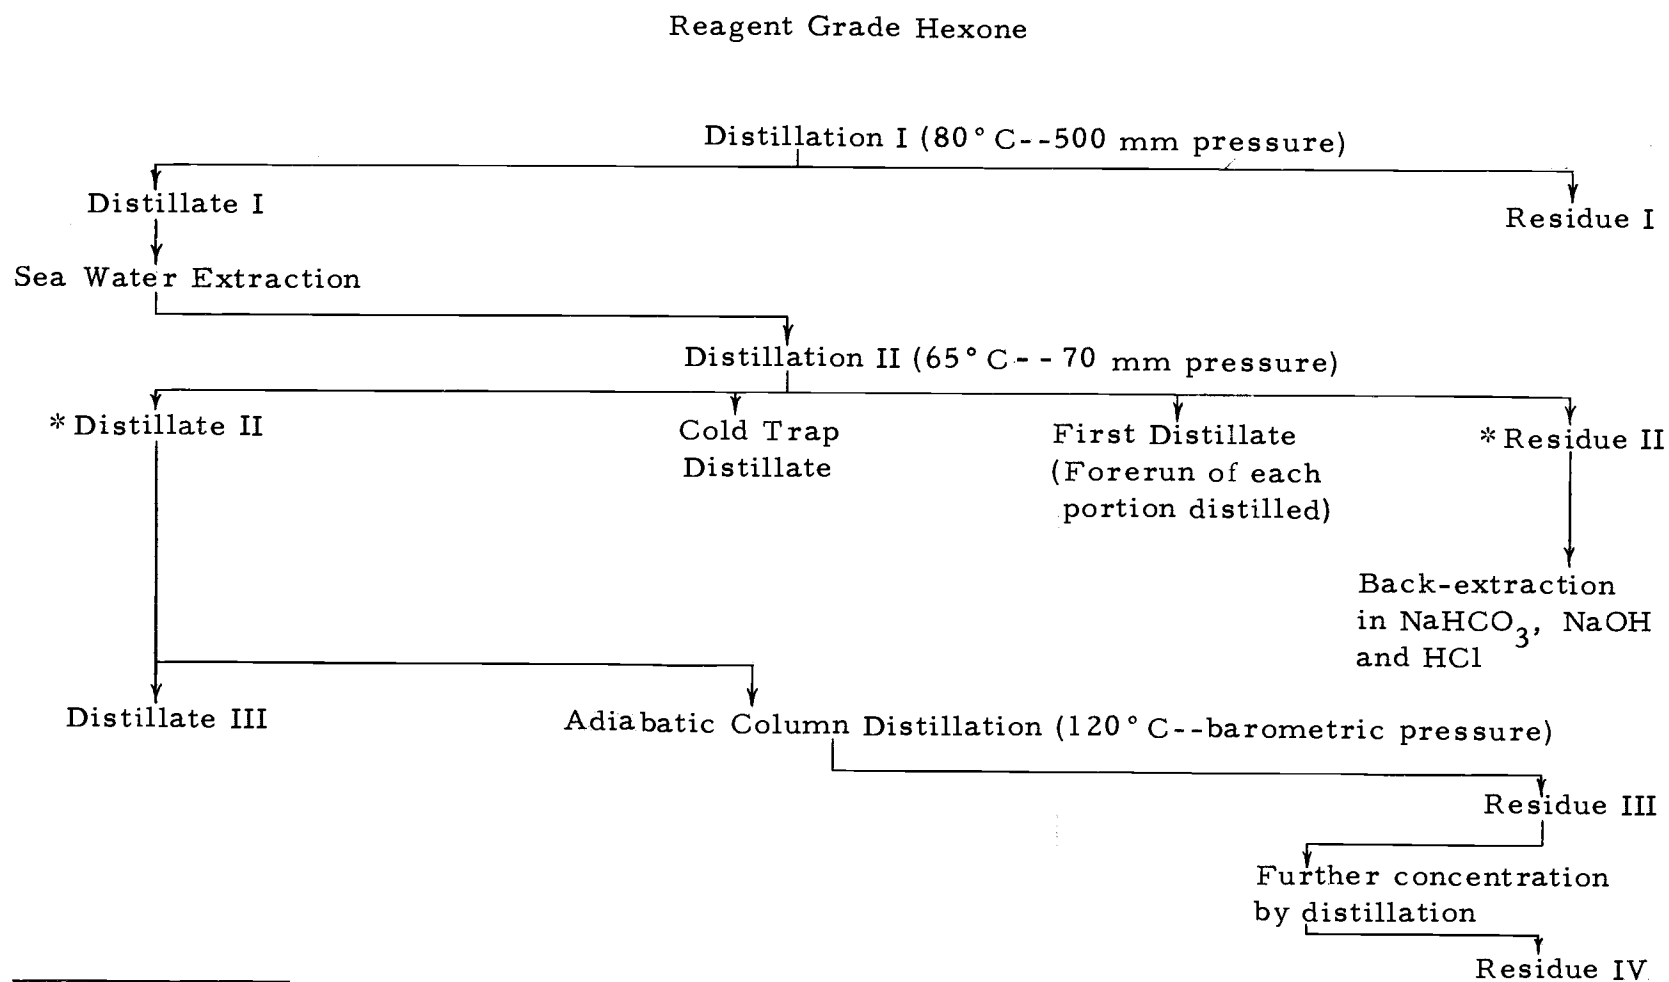 Reagent Grade Hexone
Distillation I (80°C--500 mm pressure)
Distillate I
Residue I
Sea Water Extraction
Distillation II (65°C--70 mm pressure)
*Distillate II
Cold Trap
Distillate
First Distillate
(Forerun of each
portion distilled)
*Residue II
Back-extraction
in NaHCO3, NaOH
and HCl
Distillate III
Adiabatic Column Distillation (120°C--barometric pressure)
Residue III
Further concentration
by distillation
Residue IV